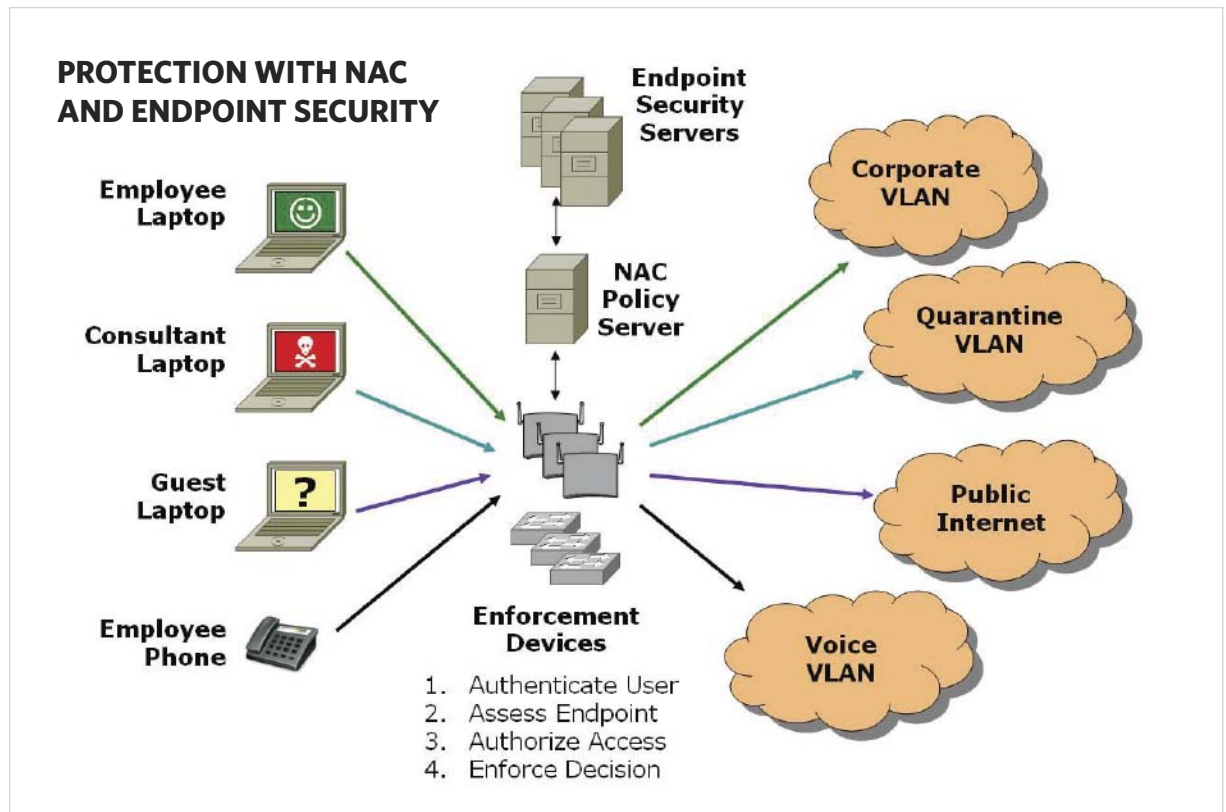 PROTECTION WITH NAC
AND ENDPOINT SECURITY
Endpoint
Security
Servers
Employee
Laptop
Consultant
Laptop
Guest
Laptop
?
Employee
Phone
NAC
Policy
Server
Enforcement
Devices
1. Authenticate User
2. Assess Endpoint
3. Authorize Access
4. Enforce Decision
Corporate
VLAN
Quarantine
VLAN
Public
Internet
Voice
VLAN